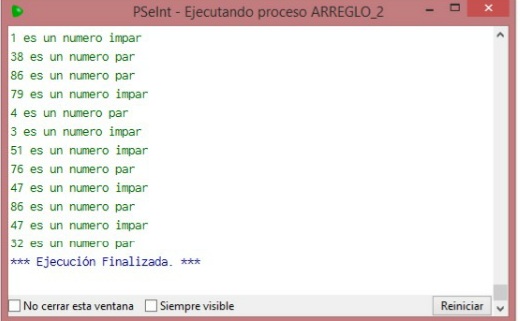 PSeInt - Ejecutando proceso ARREGLO_2
1 es un numero impar
38 es un numero par
86 es un numero par
79 es un numero impar
4 es un numero par
3 es un numero impar
51 es un numero impar
76 es un numero par
47 es un numero impar
86 es un numero par
47 es un numero impar
32 es un numero par
*** Ejecución Finalizada. ***
No cerrar esta ventana Siempre visible Reiniciar